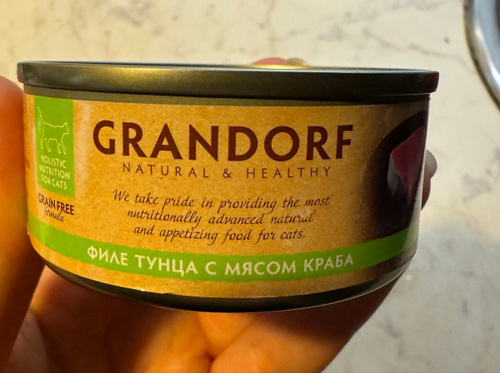 GRANDORF
NATURAL & HEALTHY
HOLISTIC
NUTRITION
FOR CATS
GRAIN FREE
formula
We take pride in providing the most
nutritionally advanced natural
and appetizing food for cats.
ФИЛЕ ТУНЦА С МЯСОМ КРАБА